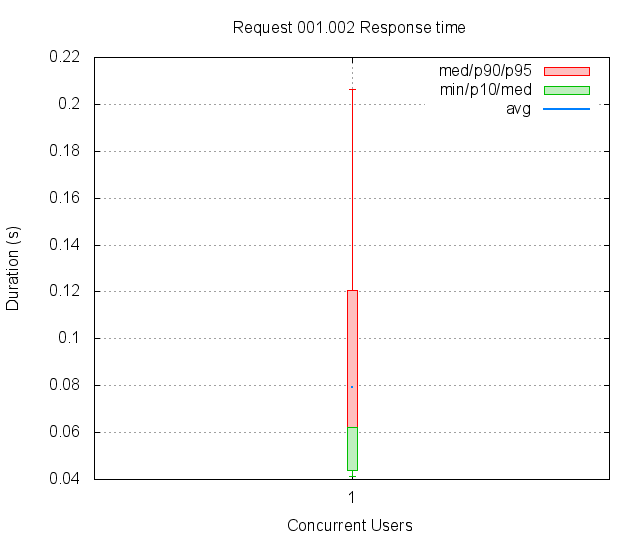 Request 001.002 Response time
med/p90/p95
min/p10/med
avg
0.22
0.2
0.18
0.16
0.14
0.12
0.1
0.08
0.06
0.04
Duration (s)
1
Concurrent Users